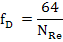 f_D = 64/N_Re